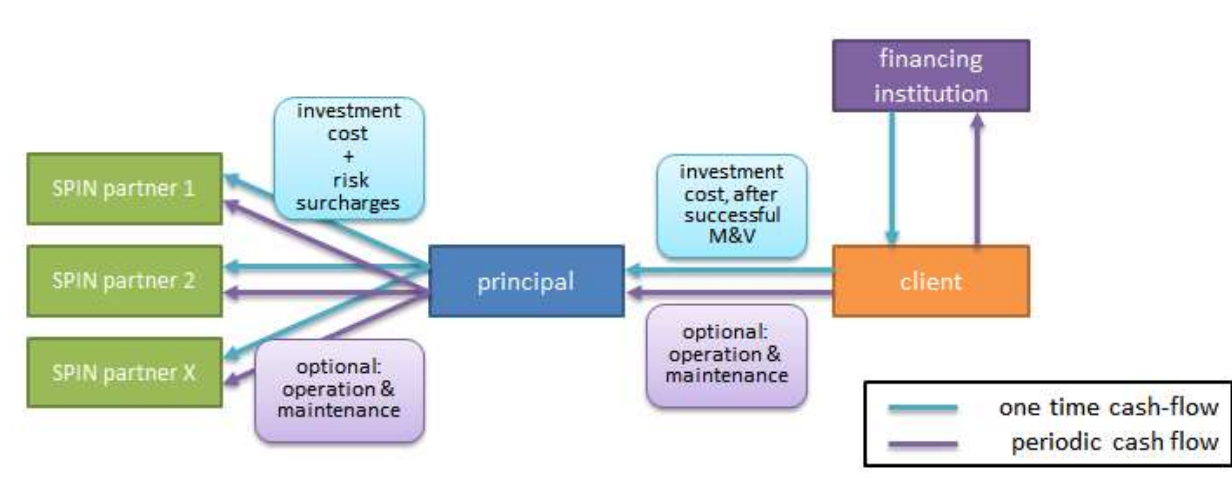 financing
institution
investment
cost
+
risk
surcharges
SPIN partner 1
investment
cost, after
successful
M&V
SPIN partner 2
principal
client
SPIN partner X
optional:
operation &
maintenance
optional:
operation &
maintenance
one time cash-flow
periodic cash flow